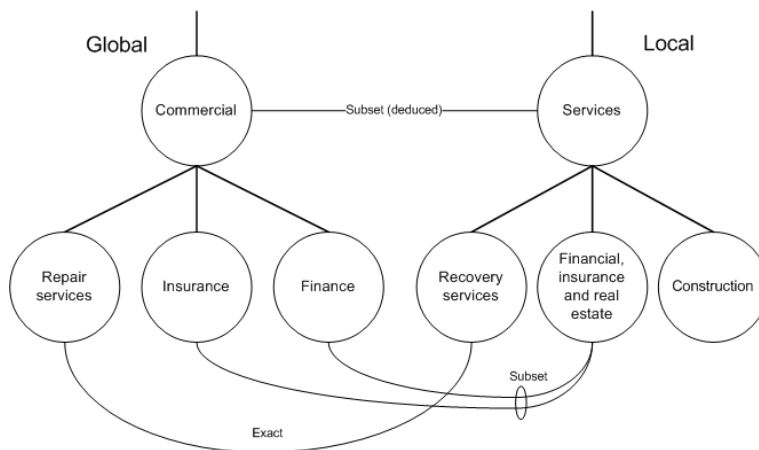 Global
Local
Commercial
Subset (deduced)
Services
Repair
services
Insurance
Finance
Recovery
services
Financial,
insurance
and real
estate
Construction
Subset
Exact